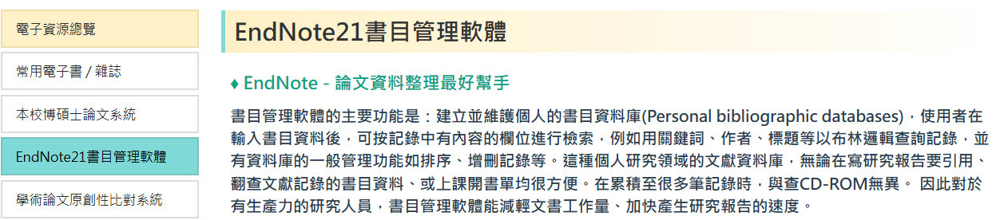 電子資源總覽
常用電子書 / 雜誌
本校博碩士論文系統
EndNote21書目管理軟體
學術論文原創性比對系統
EndNote21書目管理軟體
♦ EndNote - 論文資料整理最好幫手
書目管理軟體的主要功能是：建立並維護個人的書目資料庫(Personal bibliographic databases)，使用者在
輸入書目資料後，可按記錄中有內容的欄位進行檢索，例如用關鍵詞、作者、標題等以布林邏輯查詢記錄，並
有資料庫的一般管理功能如排序、增刪記錄等。這種個人研究領域的文獻資料庫，無論在寫研究報告要引用、
翻查文獻記錄的書目資料、或上課開書單均很方便。在累積至很多筆記錄時，與查CD-ROM無異。 因此對於
有生產力的研究人員，書目管理軟體能減輕文書工作量、加快產生研究報告的速度。